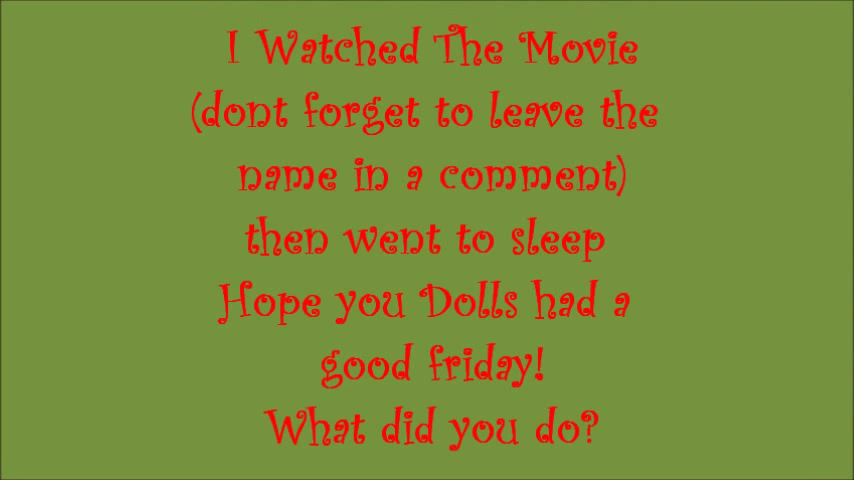 I Watched The Movie
(dont forget to leave the
name in a comment)
then went to sleep
Hope you Dolls had a
good friday!
What did you do?